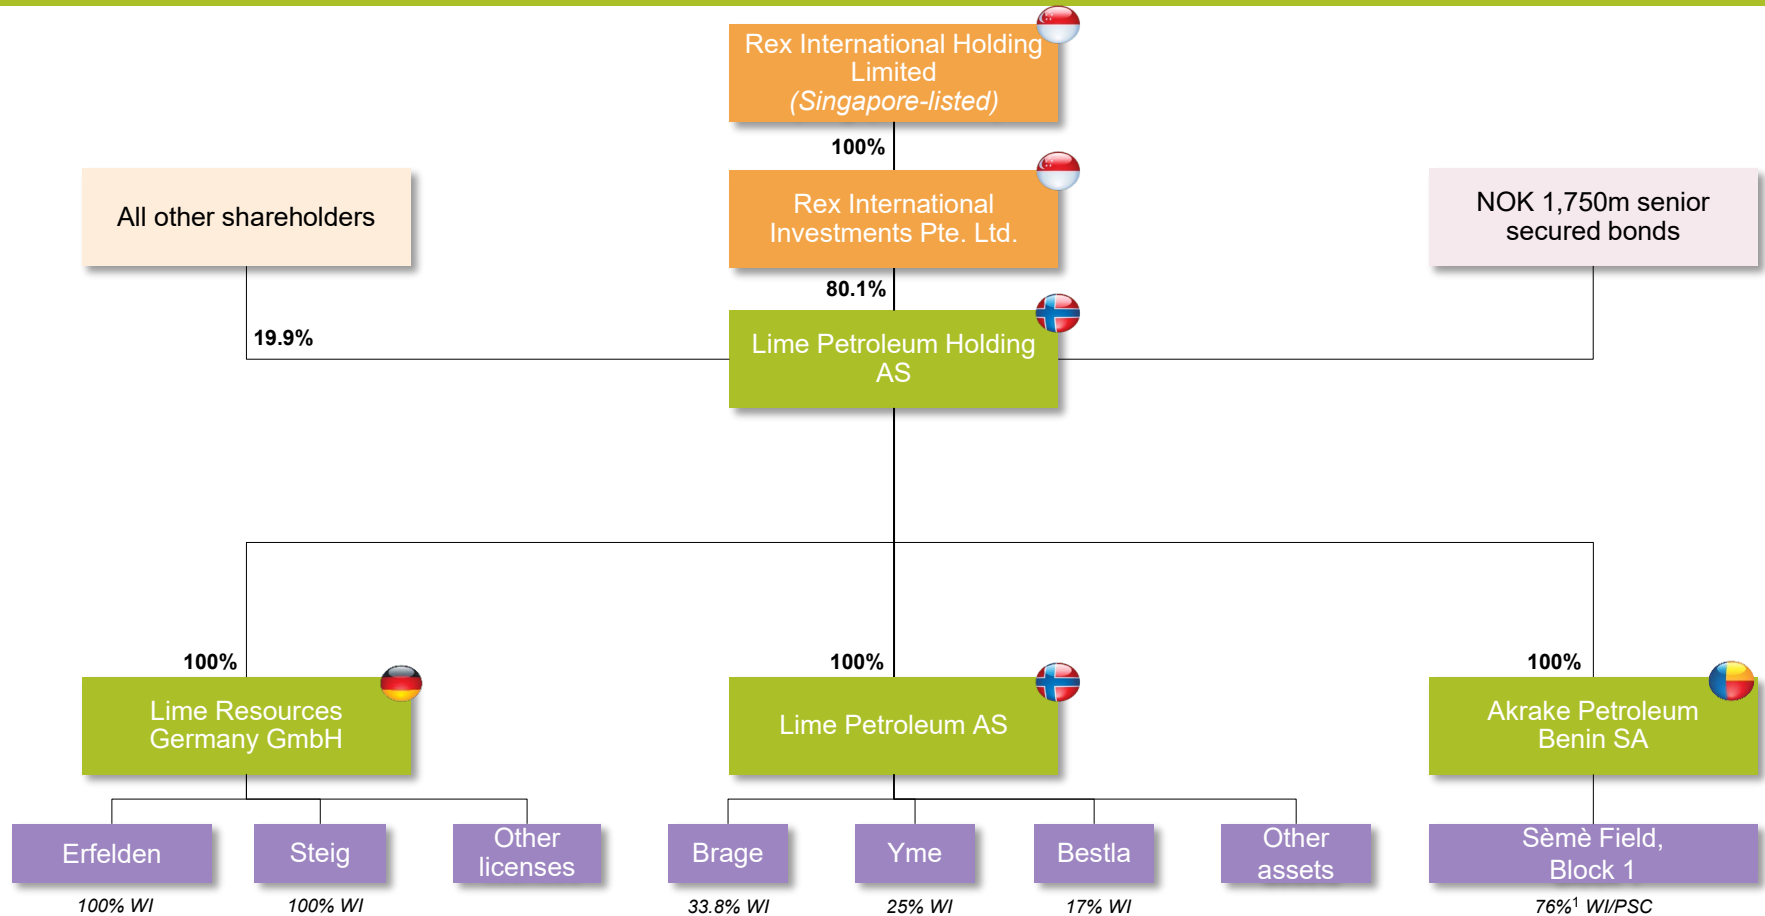 Rex International Holding
Limited
(Singapore-listed)
100%
All other shareholders
Rex International
Investments Pte. Ltd.
NOK 1,750m senior
secured bonds
80.1%
19.9%
Lime Petroleum Holding
AS
100%
100%
100%
Lime Resources
Germany GmbH
Lime Petroleum AS
Akrake Petroleum
Benin SA
Erfelden
Steig
Other
licenses
Brage
Yme
Bestla
Other
assets
Sèmè Field,
Block 1
100% WI
100% WI
33.8% WI
25% WI
17% WI
76%¹ WI/PSC